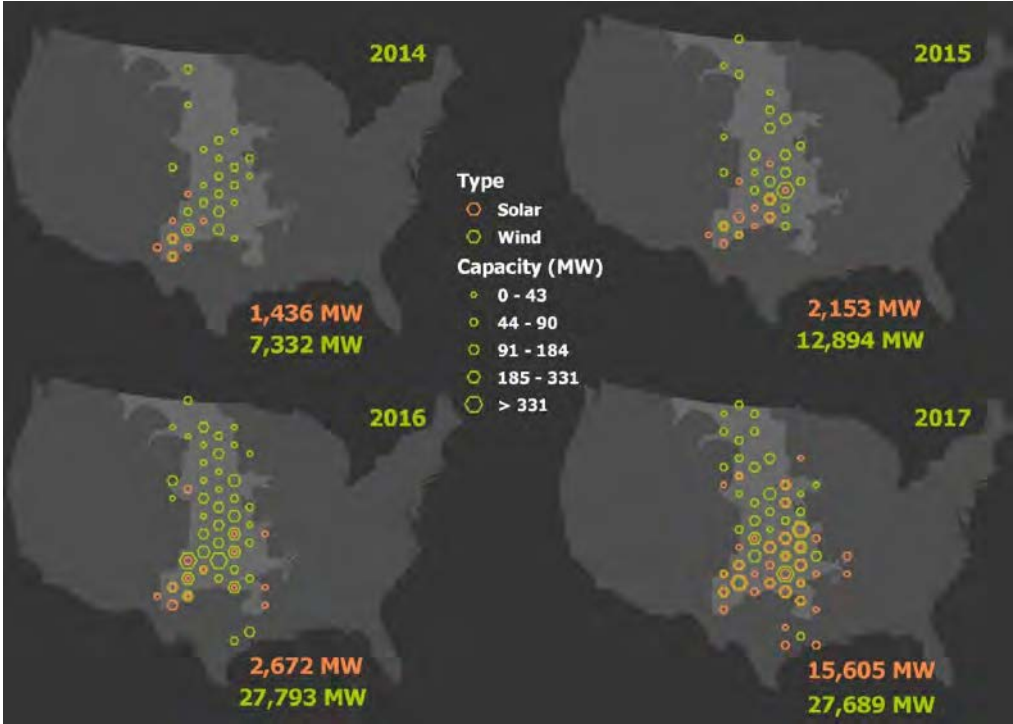 2014
2015
Type
Solar
Wind
Capacity (MW)
0 - 43
44 - 90
91 - 184
185 - 331
> 331
1,436 MW
7,332 MW
2,153 MW
12,894 MW
2016
2017
2,672 MW
27,793 MW
15,605 MW
27,689 MW